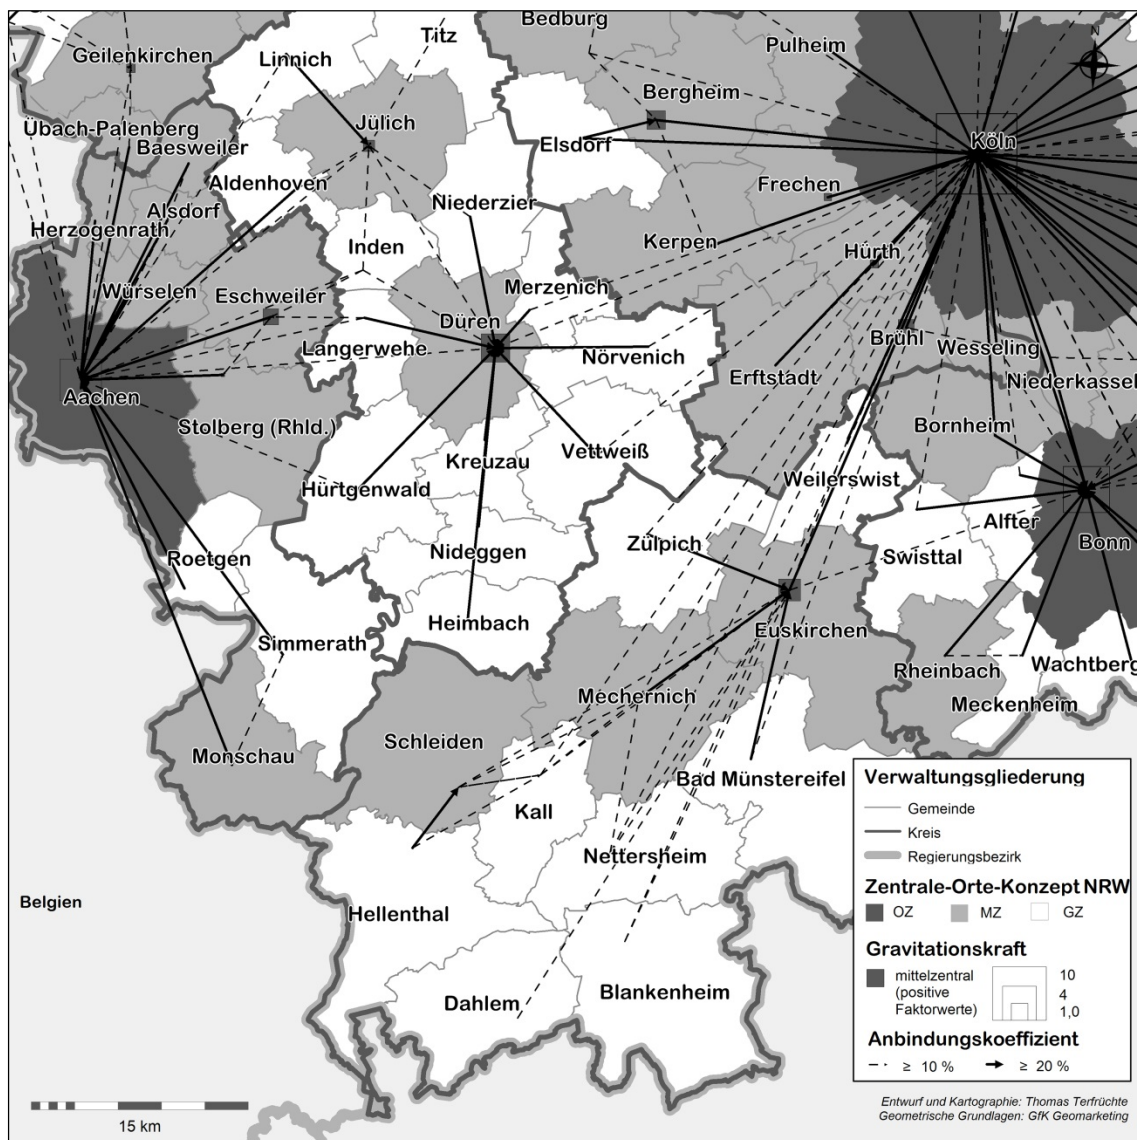 Bedburg
Titz
N
Pulheim
Geilenkirchen
Linnich
Bergheim
Jülich
Übach-Palenberg
Baesweiler
Elsdorf
Köln
Aldenhoven
Frechen
Niederzier
Alsdorf
Herzogenrath
Inden
Kerpen
Hürth
Würselen
Eschweiler
Merzenich
Düren
Brühl
Langerwehe
Nörvenich
Wesseling
Erftstadt
Niederkassel
Aachen
Stolberg (Rhld.)
Bornheim
Kreuzau
Vettweiß
Hürtgenwald
Weilerswist
Alfter
Zülpich
Bonn
Nideggen
Roetgen
Swisttal
Heimbach
Euskirchen
Simmerath
Rheinbach
Wachtberg
Mechernich
Meckenheim
Schleiden
Monschau
Bad Münstereifel
Kall
Nettersheim
Belgien
Hellenthal
Dahlem
Blankenheim
Verwaltungsgliederung
Gemeinde
Kreis
Regierungsbezirk
Zentrale-Orte-Konzept NRW
OZ MZ GZ
Gravitationskraft
mittelzentral
(positive
Faktorwerte)
10
4
1,0
Anbindungskoeffizient
≥ 10 % ≥ 20 %
15 km
Entwurf und Kartographie: Thomas Terfrüchte
Geometrische Grundlagen: GfK Geomarketing